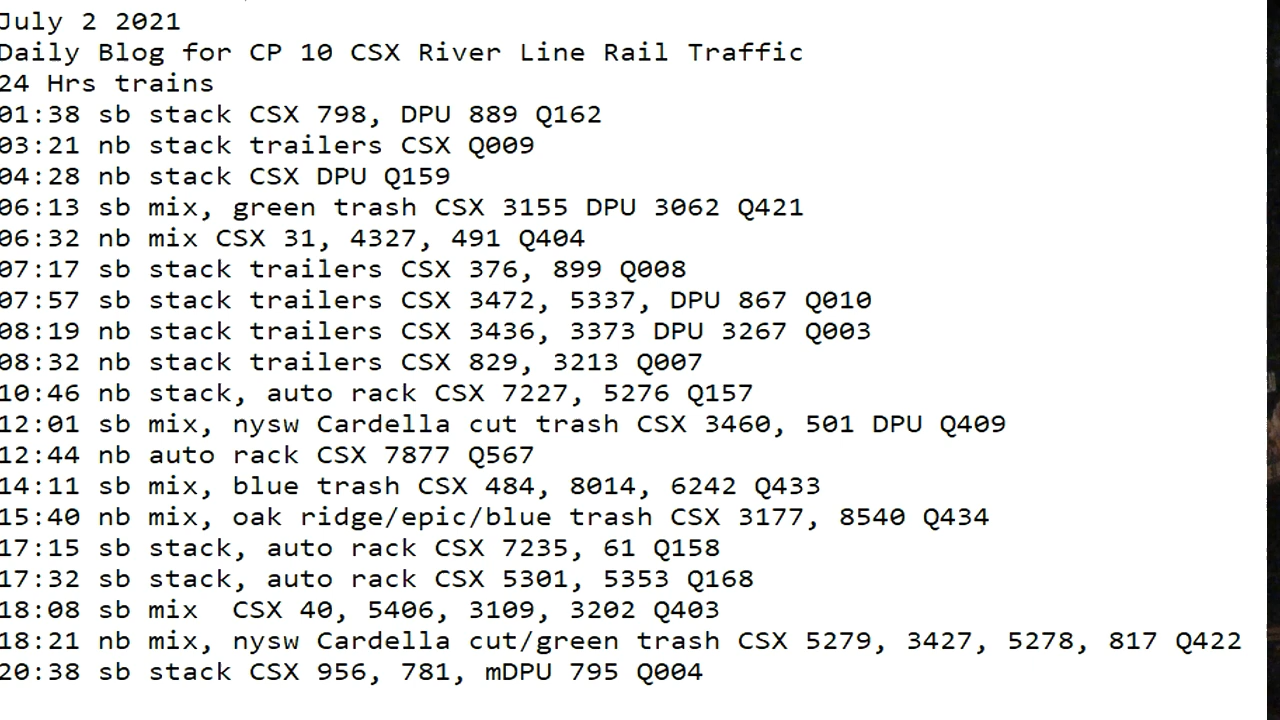 July 2 2021
Daily Blog for CP 10 CSX River Line Rail Traffic
24 Hrs trains
01:38 sb stack CSX 798, DPU 889 Q162
03:21 nb stack trailers CSX Q009
04:28 nb stack CSX DPU Q159
06:13 sb mix, green trash CSX 3155 DPU 3062 Q421
06:32 nb mix CSX 31, 4327, 491 Q404
07:17 sb stack trailers CSX 376, 899 Q008
07:57 sb stack trailers CSX 3472, 5337, DPU 867 Q010
08:19 nb stack trailers CSX 3436, 3373 DPU 3267 Q003
08:32 nb stack trailers CSX 829, 3213 Q007
10:46 nb stack, auto rack CSX 7227, 5276 Q157
12:01 sb mix, nysw Cardella cut trash CSX 3460, 501 DPU Q409
12:44 nb auto rack CSX 7877 Q567
14:11 sb mix, blue trash CSX 484, 8014, 6242 Q433
15:40 nb mix, oak ridge/epic/blue trash CSX 3177, 8540 Q434
17:15 sb stack, auto rack CSX 7235, 61 Q158
17:32 sb stack, auto rack CSX 5301, 5353 Q168
18:08 sb mix  CSX 40, 5406, 3109, 3202 Q403
18:21 nb mix, nysw Cardella cut/green trash CSX 5279, 3427, 5278, 817 Q422
20:38 sb stack CSX 956, 781, mDPU 795 Q004